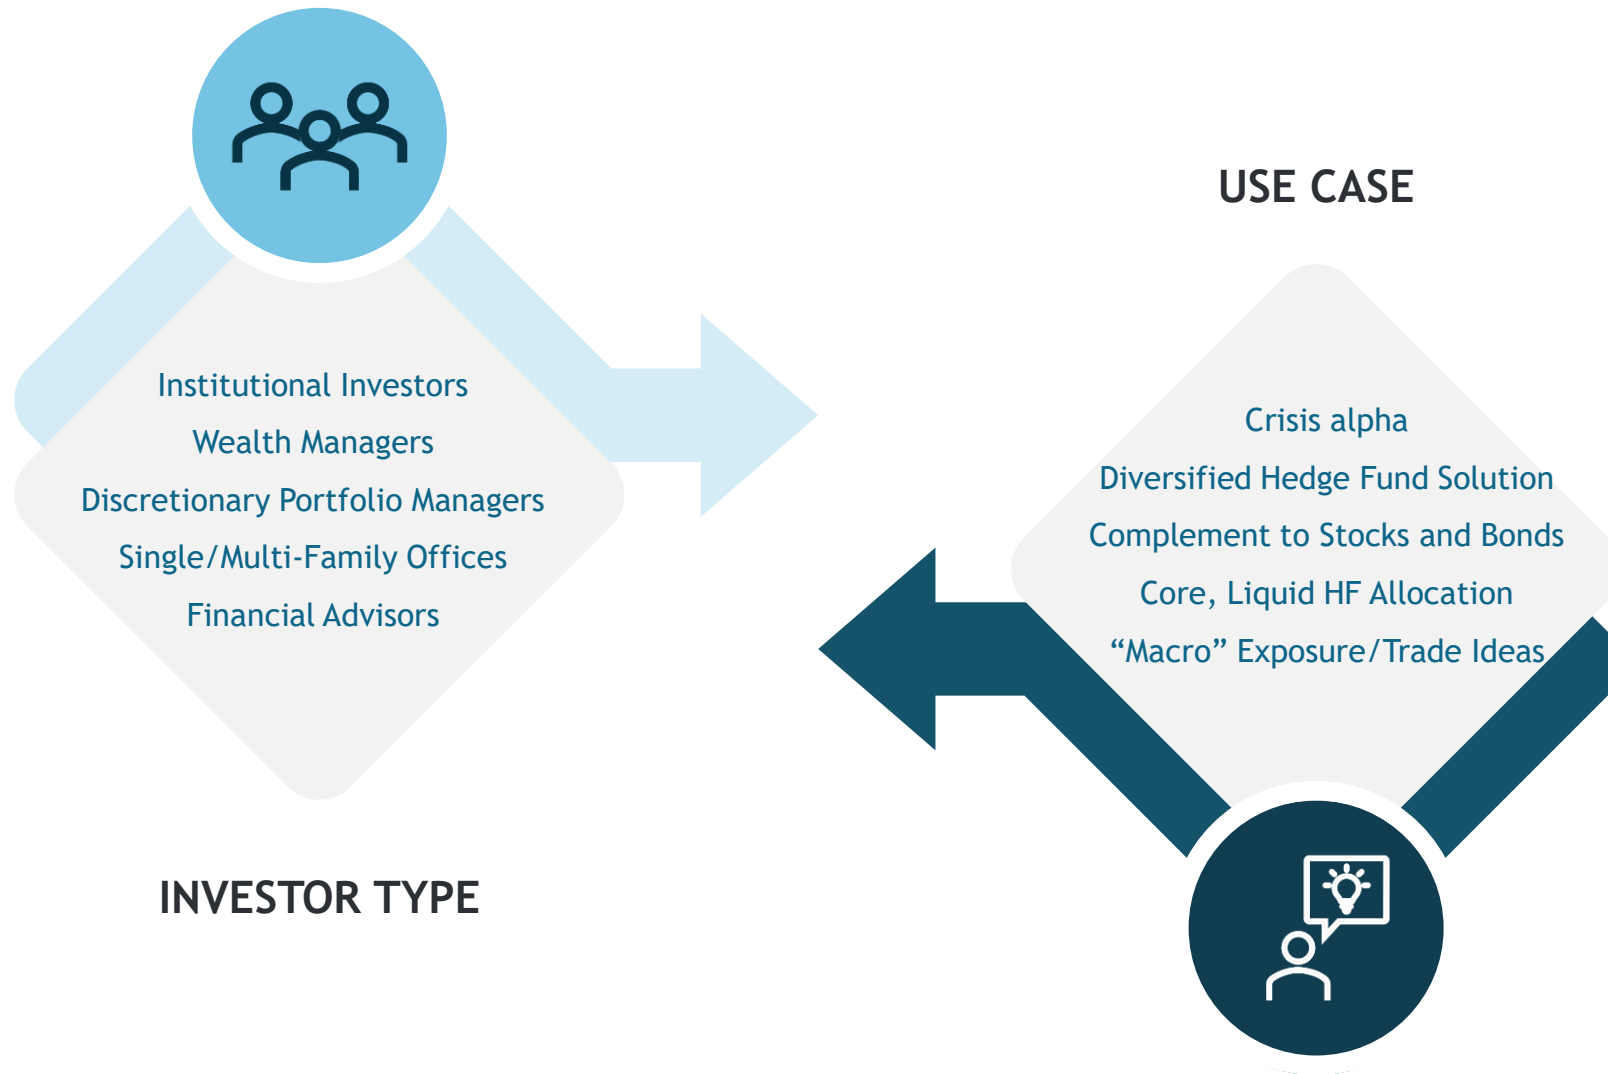 Institutional Investors
Wealth Managers
Discretionary Portfolio Managers
Single/Multi-Family Offices
Financial Advisors
INVESTOR TYPE
USE CASE
Crisis alpha
Diversified Hedge Fund Solution
Complement to Stocks and Bonds
Core, Liquid HF Allocation
“Macro” Exposure/Trade Ideas